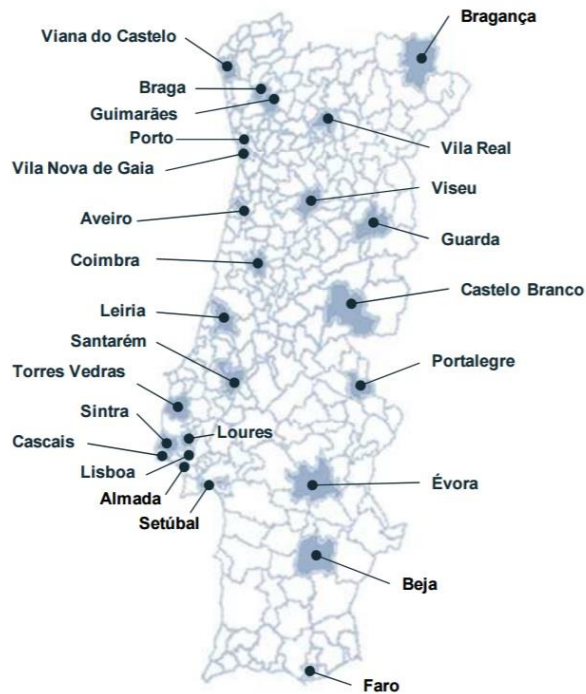 Bragança
Viana do Castelo
Braga
Guimarães
Porto
Vila Real
Vila Nova de Gaia
Viseu
Aveiro
Guarda
Coimbra
Castelo Branco
Leiria
Santarém
Portalegre
Torres Vedras
Sintra
Loures
Cascais
Lisboa
Évora
Almada
Setúbal
Beja
Faro